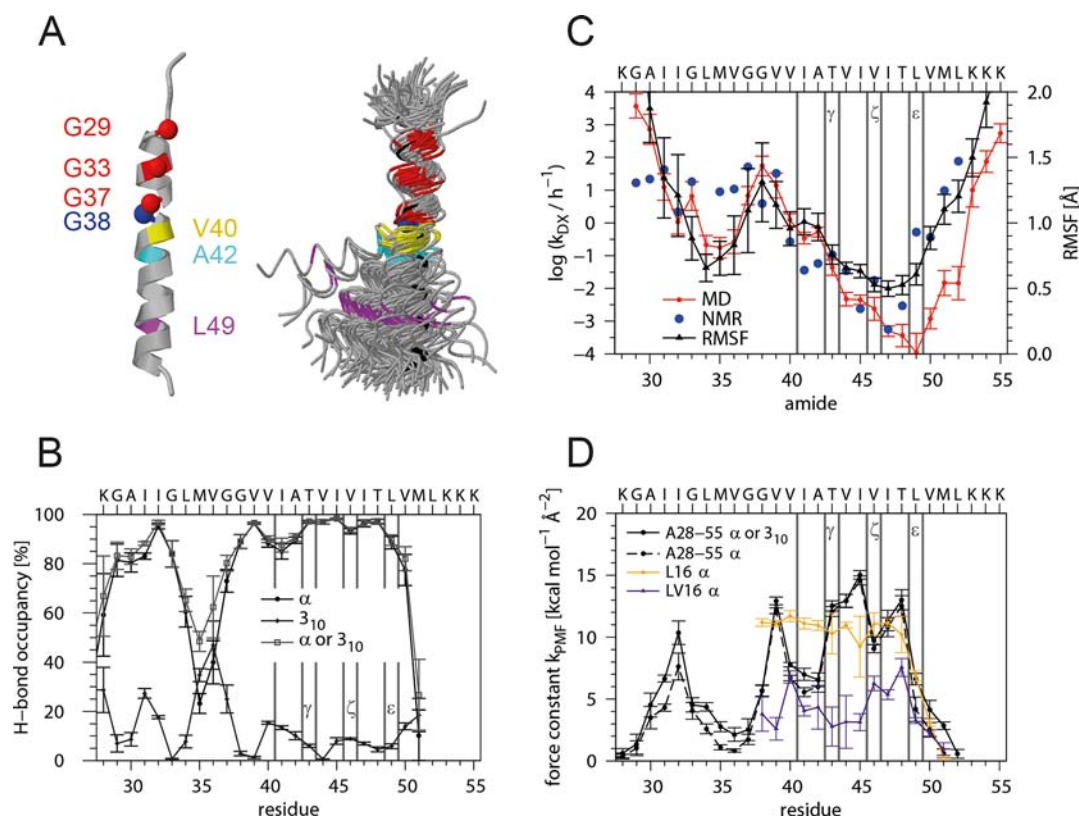 A
G29
G33
G37
G38
V40
A42
L49
B
K G A I I G L M V G G V V I A T V I V I T L V M L K K K
100
80
60
40
20
0
H-bond occupancy [%]
α
3₁₀
α or 3₁₀
γ
ζ
ε
30 35 40 45 50 55
residue
C
K G A I I G L M V G G V V I A T V I V I T L V M L K K K
4
3
2
1
−0
−1
−2
−3
−4
log (k_DX / h⁻¹)
γ
ζ
ε
MD
NMR
RMSF
2.0
1.5
1.0
0.5
0.0
RMSF [Å]
30 35 40 45 50 55
amide
D
K G A I I G L M V G G V V I A T V I V I T L V M L K K K
20
15
10
5
0
force constant k_PMF [kcal mol⁻¹ Å⁻²]
A28−55 α or 3₁₀
A28−55 α
L16 α
LV16 α
γ
ζ
ε
30 35 40 45 50 55
residue